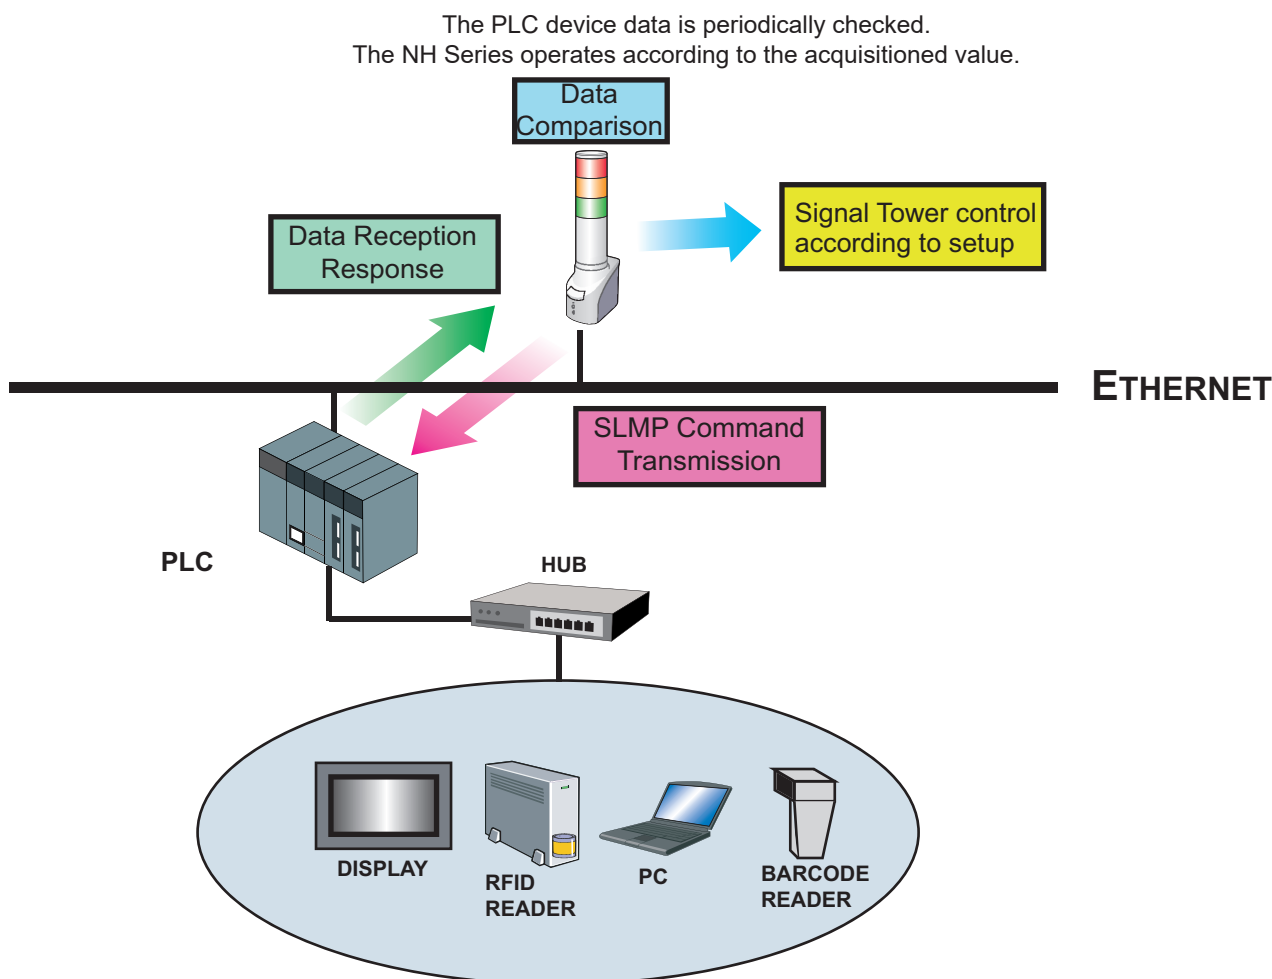 The PLC device data is periodically checked.
The NH Series operates according to the acquisitioned value.
Data
Comparison
Signal Tower control
according to setup
Data Reception
Response
ETHERNET
SLMP Command
Transmission
PLC
HUB
DISPLAY
RFID
READER
PC
BARCODE
READER